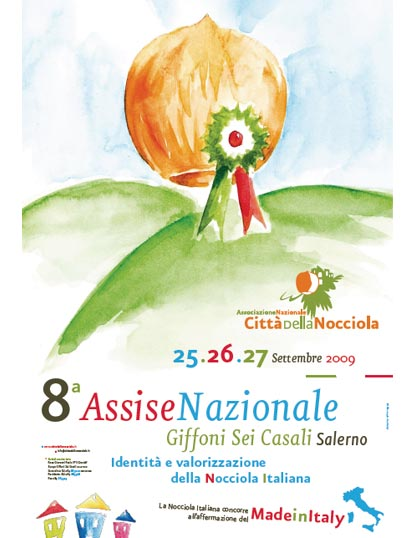 AssociazioneNazionale
CittàDellaNocciola
25.26.27 Settembre 2009
8ª AssiseNazionale
Giffoni Sei Casali Salerno
Identità e valorizzazione
della Nocciola Italiana
La Nocciola Italiana concorre
all'affermazione del MadeinItaly